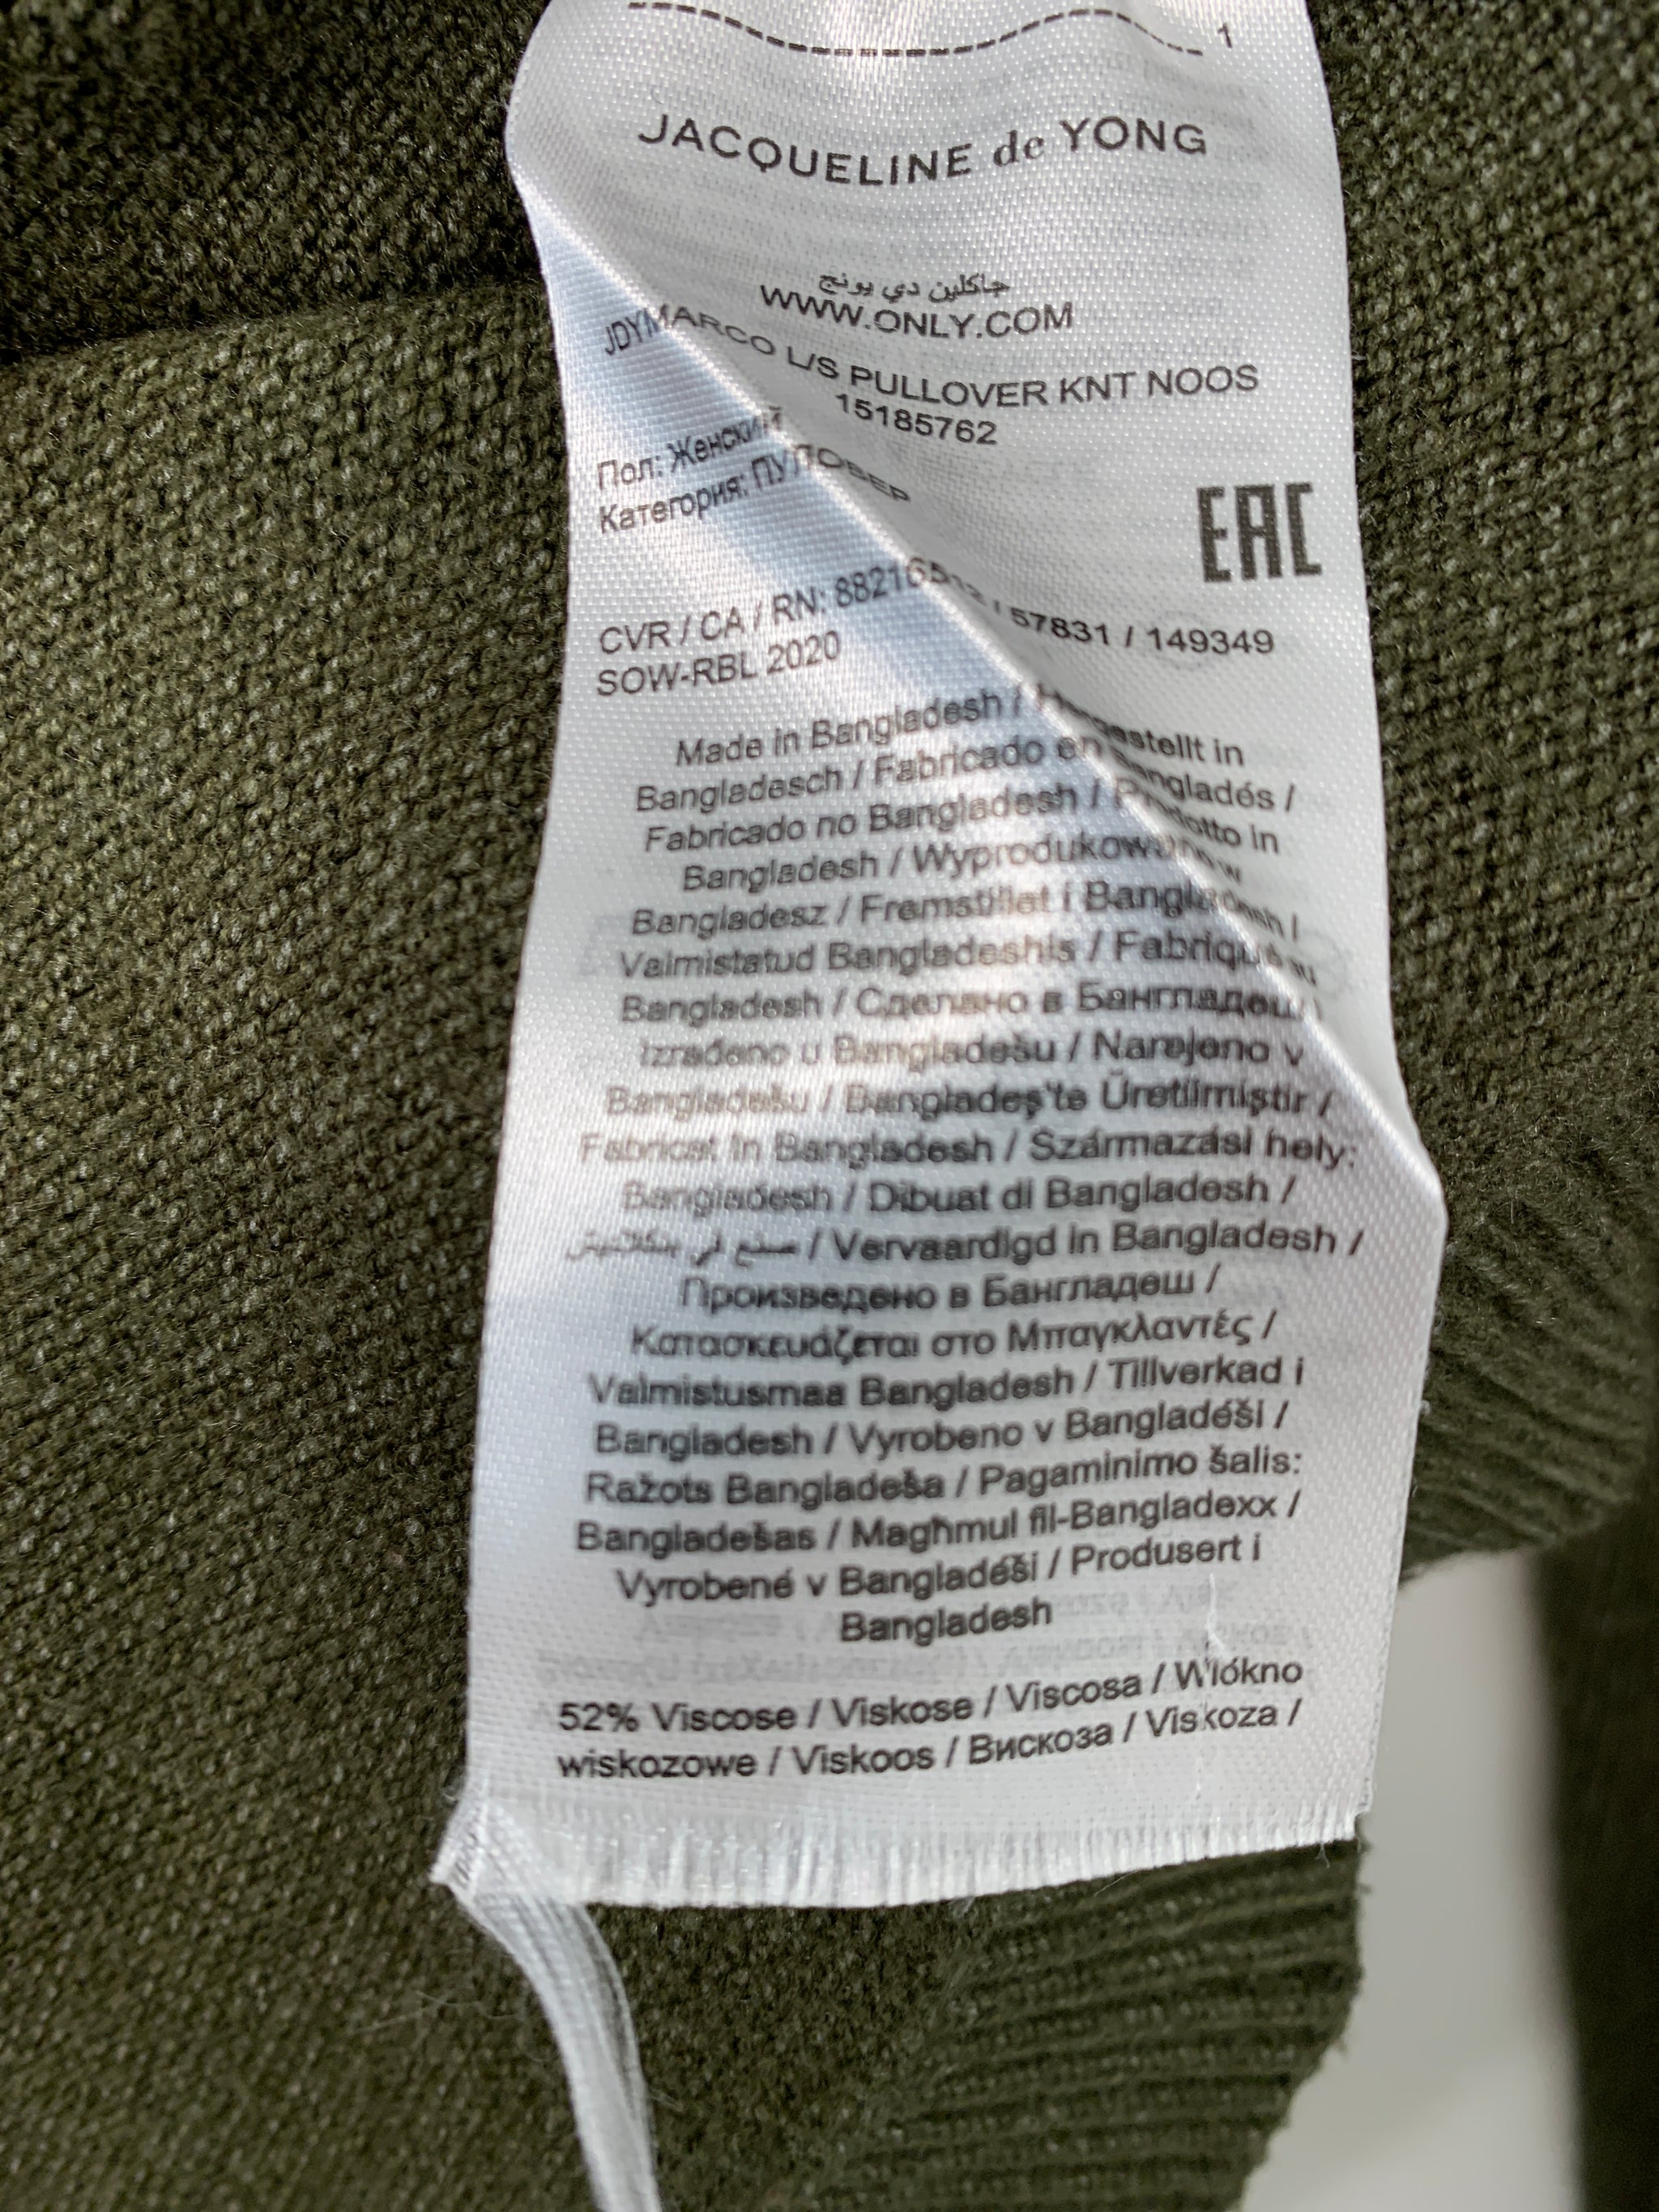 1
JACQUELINE de YONG
جاكلين دي يونج
WWW.ONLY.COM
JDYMARCO L/S PULLOVER KNT NOOS
15185762
Пол: Женский
Категория: ПУЛОВЕР
EAC
CVR / CA / RN: / 57831 / 149349
SOW-RBL 2020
Made in Bangladesh / Hergestellt in
Bangladesch / Fabricado en Bangladés /
Fabricado no Bangladesh / Prodotto in
Bangladesh / Wyprodukowano w
Bangladesz / Fremstillet i Bangladesh /
Valmistatud Bangladeshis / Fabriqué au
Bangladesh / Сделано в Бангладеш /
Izrađeno u Bangladešu / Narejeno v
Bangladešu / Bangladeş'te Üretilmiştir /
Fabricat în Bangladesh / Származási hely:
Bangladesh / Dibuat di Bangladesh /
صنع في بنگلاديش / Vervaardigd in Bangladesh /
Произведено в Бангладеш /
Κατασκευάζεται στο Μπαγκλαντές /
Valmistusmaa Bangladesh / Tillverkad i
Bangladesh / Vyrobeno v Bangladéši /
Ražots Bangladeša / Pagaminimo šalis:
Bangladešas / Magħmul fil-Bangladexx /
Vyrobené v Bangladéši / Produsert i
Bangladesh
52% Viscose / Viskose / Viscosa / Włókno
wiskozowe / Viskoos / Вискоза / Viskoza /